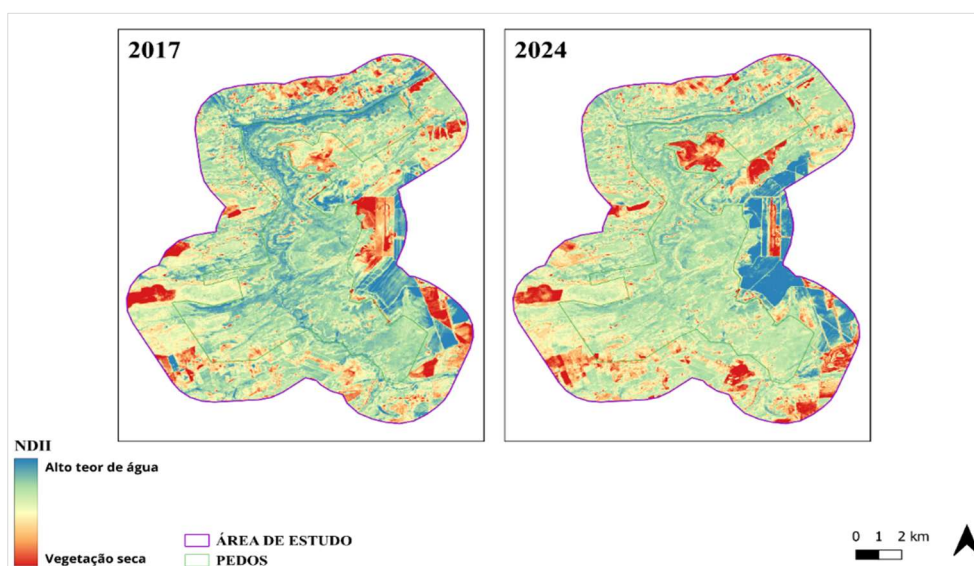 2017
2024
NDII
Alto teor de água
Vegetação seca
ÁREA DE ESTUDO
PEDOS
0 1 2 km